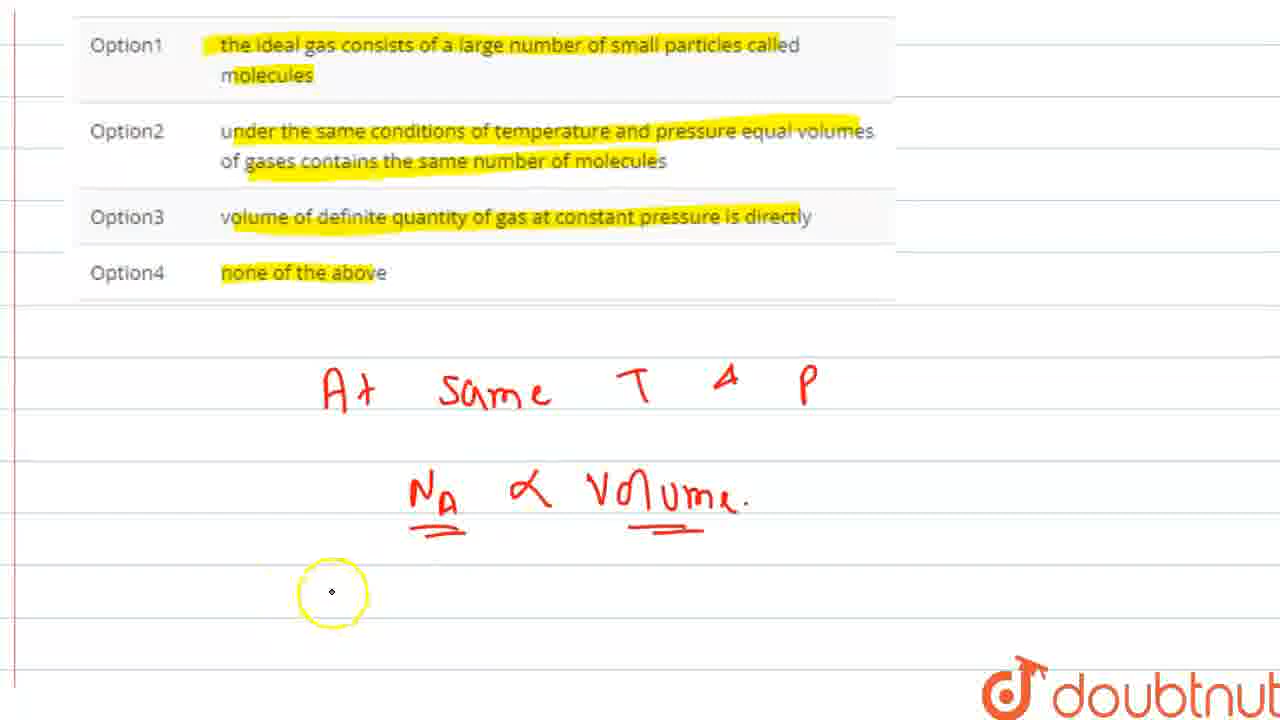 Option1 the ideal gas consists of a large number of small particles called
molecules
Option2 under the same conditions of temperature and pressure equal volumes
of gases contains the same number of molecules
Option3 volume of definite quantity of gas at constant pressure is directly
Option4 none of the above
At same T & P
NA ∝ Volume.
doubtnut